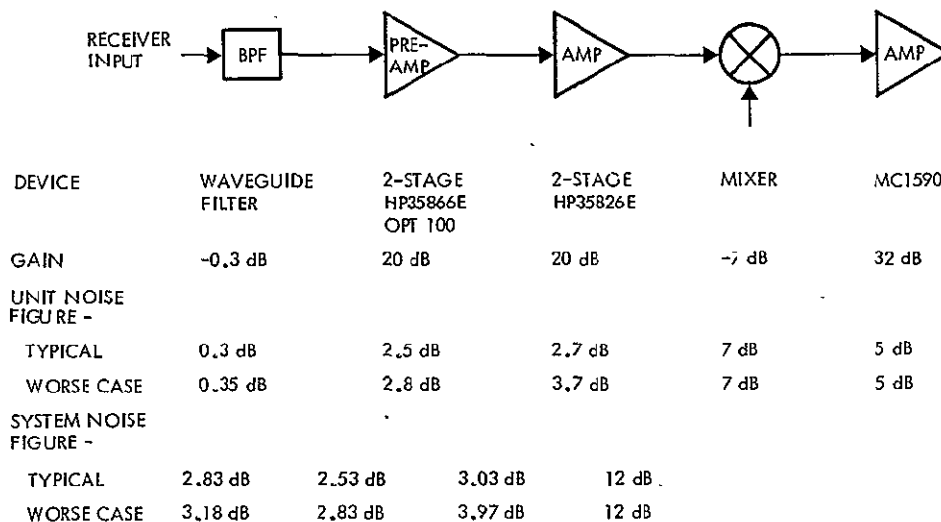 RECEIVER
INPUT
BPF
PRE-
AMP
AMP
AMP
DEVICE WAVEGUIDE FILTER 2-STAGE HP35866E OPT 100 2-STAGE HP35826E MIXER MC1590
GAIN -0.3 dB 20 dB 20 dB -7 dB 32 dB
UNIT NOISE
FIGURE -
TYPICAL 0.3 dB 2.5 dB 2.7 dB 7 dB 5 dB
WORSE CASE 0.35 dB 2.8 dB 3.7 dB 7 dB 5 dB
SYSTEM NOISE
FIGURE -
TYPICAL 2.83 dB 2.53 dB 3.03 dB 12 dB
WORSE CASE 3.18 dB 2.83 dB 3.97 dB 12 dB